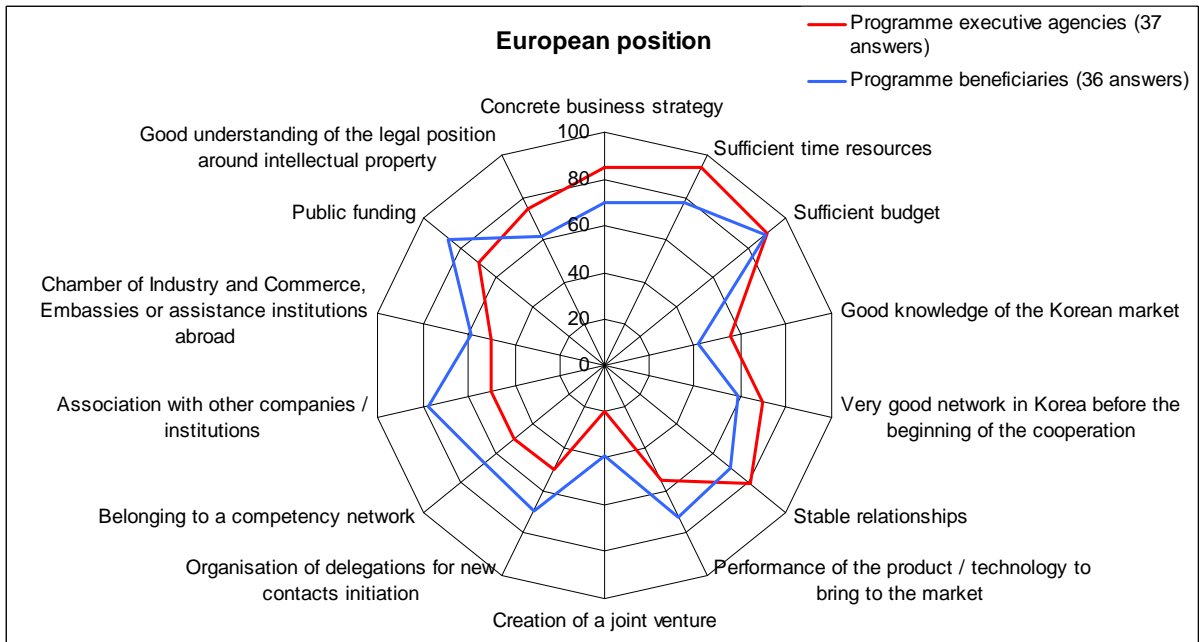 European position
Programme executive agencies (37
answers)
Programme beneficiaries (36 answers)
Concrete business strategy
Good understanding of the legal position
around intellectual property
Sufficient time resources
Public funding
Sufficient budget
Chamber of Industry and Commerce,
Embassies or assistance institutions
abroad
Good knowledge of the Korean market
Association with other companies /
institutions
Very good network in Korea before the
beginning of the cooperation
Belonging to a competency network
Stable relationships
Organisation of delegations for new
contacts initiation
Performance of the product / technology to
bring to the market
Creation of a joint venture
100
80
60
40
20
0